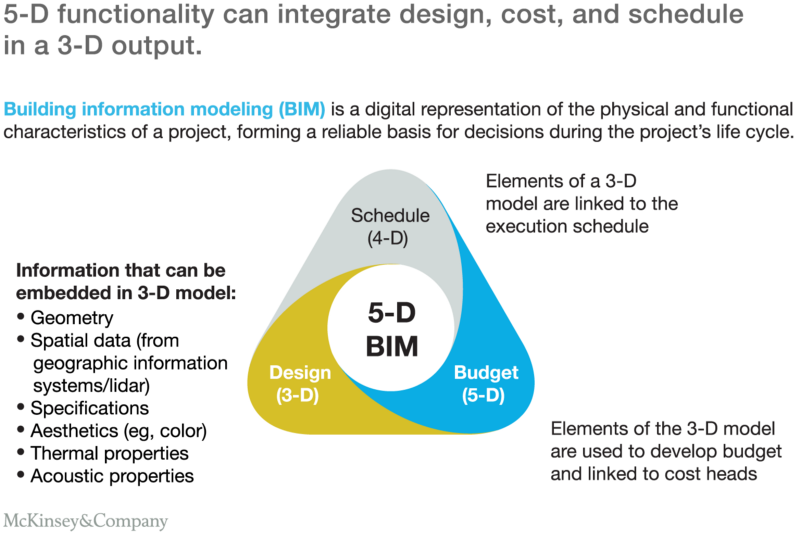 5-D functionality can integrate design, cost, and schedule
in a 3-D output.
Building information modeling (BIM) is a digital representation of the physical and functional
characteristics of a project, forming a reliable basis for decisions during the project's life cycle.
Schedule
(4-D)
Elements of a 3-D
model are linked to the
execution schedule
Information that can be
embedded in 3-D model:
• Geometry
• Spatial data (from
geographic information
systems/lidar)
• Specifications
• Aesthetics (eg, color)
• Thermal properties
• Acoustic properties
5-D
BIM
Design
(3-D)
Budget
(5-D)
Elements of the 3-D model
are used to develop budget
and linked to cost heads
McKinsey&Company